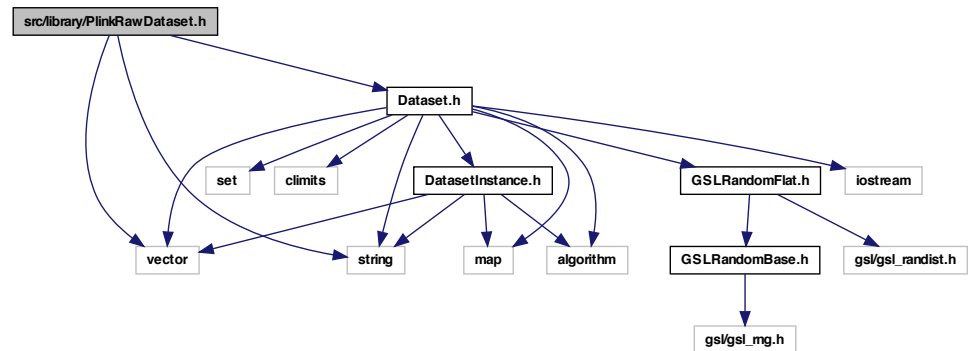 src/library/PlinkRawDataset.h
Dataset.h
set
climits
DatasetInstance.h
GSLRandomFlat.h
iostream
vector
string
map
algorithm
GSLRandomBase.h
gsl/gsl_randist.h
gsl/gsl_rng.h